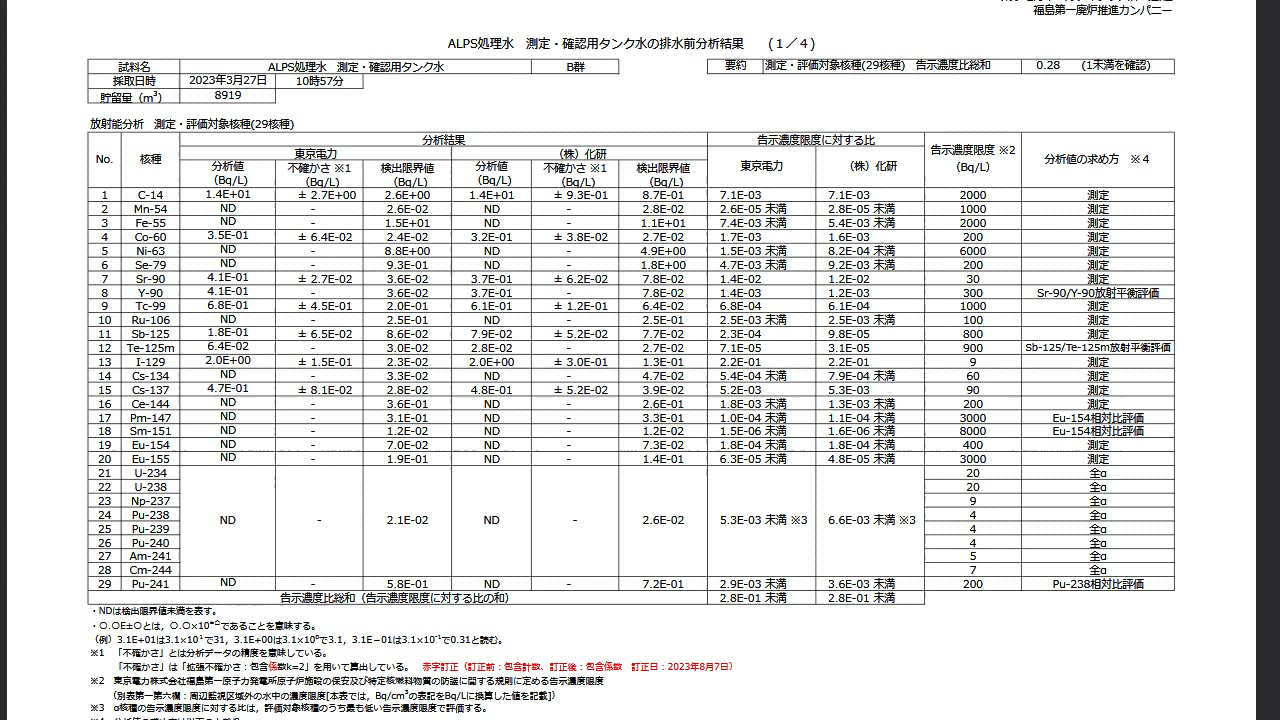 福島第一廃炉推進カンパニー
ALPS処理水 測定・確認用タンク水の排水前分析結果 (1/4)
試料名 ALPS処理水 測定・確認用タンク水 B群
採取日時 2023年3月27日 10時57分
貯留量(m³) 8919
要約 測定・評価対象核種(29核種) 告示濃度比総和 0.28 (1未満を確認)
放射能分析 測定・評価対象核種(29核種)
No. 核種 分析結果 告示濃度限度に対する比 告示濃度限度 ※2 (Bq/L) 分析値の求め方 ※4
東京電力 (株)化研 東京電力 (株)化研
分析値 (Bq/L) 不確かさ ※1 (Bq/L) 検出限界値 (Bq/L) 分析値 (Bq/L) 不確かさ ※1 (Bq/L) 検出限界値 (Bq/L)
1 C-14 1.4E+01 ± 2.7E+00 2.6E+00 1.4E+01 ± 9.3E-01 8.7E-01 7.1E-03 7.1E-03 2000 測定
2 Mn-54 ND - 2.6E-02 ND - 2.8E-02 2.6E-05 未満 2.8E-05 未満 1000 測定
3 Fe-55 ND - 1.5E+01 ND - 1.1E+01 7.4E-03 未満 5.4E-03 未満 2000 測定
4 Co-60 3.5E-01 ± 6.4E-02 2.4E-02 3.2E-01 ± 3.8E-02 2.7E-02 1.7E-03 1.6E-03 200 測定
5 Ni-63 ND - 8.8E+00 ND - 4.9E+00 1.5E-03 未満 8.2E-04 未満 6000 測定
6 Se-79 ND - 9.3E-01 ND - 1.8E+00 4.7E-03 未満 9.2E-03 未満 200 測定
7 Sr-90 4.1E-01 ± 2.7E-02 3.6E-02 3.7E-01 ± 6.2E-02 7.8E-02 1.4E-02 1.2E-02 30 測定
8 Y-90 4.1E-01 - 3.6E-02 3.7E-01 - 7.8E-02 1.4E-03 1.2E-03 300 Sr-90/Y-90放射平衡評価
9 Tc-99 6.8E-01 ± 4.5E-01 2.0E-01 6.1E-01 ± 1.2E-01 6.4E-02 6.8E-04 6.1E-04 1000 測定
10 Ru-106 ND - 2.5E-01 ND - 2.5E-01 2.5E-03 未満 2.5E-03 未満 100 測定
11 Sb-125 1.8E-01 ± 6.5E-02 8.6E-02 7.9E-02 ± 5.2E-02 7.7E-02 2.3E-04 9.8E-05 800 測定
12 Te-125m 6.4E-02 - 3.0E-02 2.8E-02 - 2.7E-02 7.1E-05 3.1E-05 900 Sb-125/Te-125m放射平衡評価
13 I-129 2.0E+00 ± 1.5E-01 2.3E-02 2.0E+00 ± 3.0E-01 1.3E-01 2.2E-01 2.2E-01 9 測定
14 Cs-134 ND - 3.3E-02 ND - 4.7E-02 5.4E-04 未満 7.9E-04 未満 60 測定
15 Cs-137 4.7E-01 ± 8.1E-02 2.8E-02 4.8E-01 ± 5.2E-02 3.9E-02 5.2E-03 5.3E-03 90 測定
16 Ce-144 ND - 3.6E-01 ND - 2.6E-01 1.8E-03 未満 1.3E-03 未満 200 測定
17 Pm-147 ND - 3.1E-01 ND - 3.3E-01 1.0E-04 未満 1.1E-04 未満 3000 Eu-154相対比評価
18 Sm-151 ND - 1.2E-02 ND - 1.2E-02 1.5E-06 未満 1.6E-06 未満 8000 Eu-154相対比評価
19 Eu-154 ND - 7.0E-02 ND - 7.3E-02 1.8E-04 未満 1.8E-04 未満 400 測定
20 Eu-155 ND - 1.9E-01 ND - 1.4E-01 6.3E-05 未満 4.8E-05 未満 3000 測定
21 U-234 20 全α
22 U-238 20 全α
23 Np-237 9 全α
24 Pu-238 ND - 2.1E-02 ND - 2.6E-02 5.3E-03 未満 ※3 6.6E-03 未満 ※3 4 全α
25 Pu-239 4 全α
26 Pu-240 4 全α
27 Am-241 5 全α
28 Cm-244 7 全α
29 Pu-241 ND - 5.8E-01 ND - 7.2E-01 2.9E-03 未満 3.6E-03 未満 200 Pu-238相対比評価
告示濃度比総和(告示濃度限度に対する比の和) 2.8E-01 未満 2.8E-01 未満
・NDは検出限界値未満を表す。
・○.○E±○とは,○.○×10±○であることを意味する。
(例)3.1E+01は3.1×10¹で31,3.1E+00は3.1×10⁰で3.1,3.1E-01は3.1×10⁻¹で0.31と読む。
※1 「不確かさ」とは分析データの精度を意味している。
「不確かさ」は「拡張不確かさ:包含係数k=2」を用いて算出している。 赤字訂正(訂正前:包含計数、訂正後:包含係数 訂正日:2023年8月7日)
※2 東京電力株式会社福島第一原子力発電所原子炉施設の保安及び特定核燃料物質の防護に関する規則に定める告示濃度限度
(別表第一第六欄:周辺監視区域外の水中の濃度限度[本表では,Bq/cm³の表記をBq/Lに換算した値を記載])
※3 α核種の告示濃度限度に対する比は,評価対象核種のうち最も低い告示濃度限度で評価する。